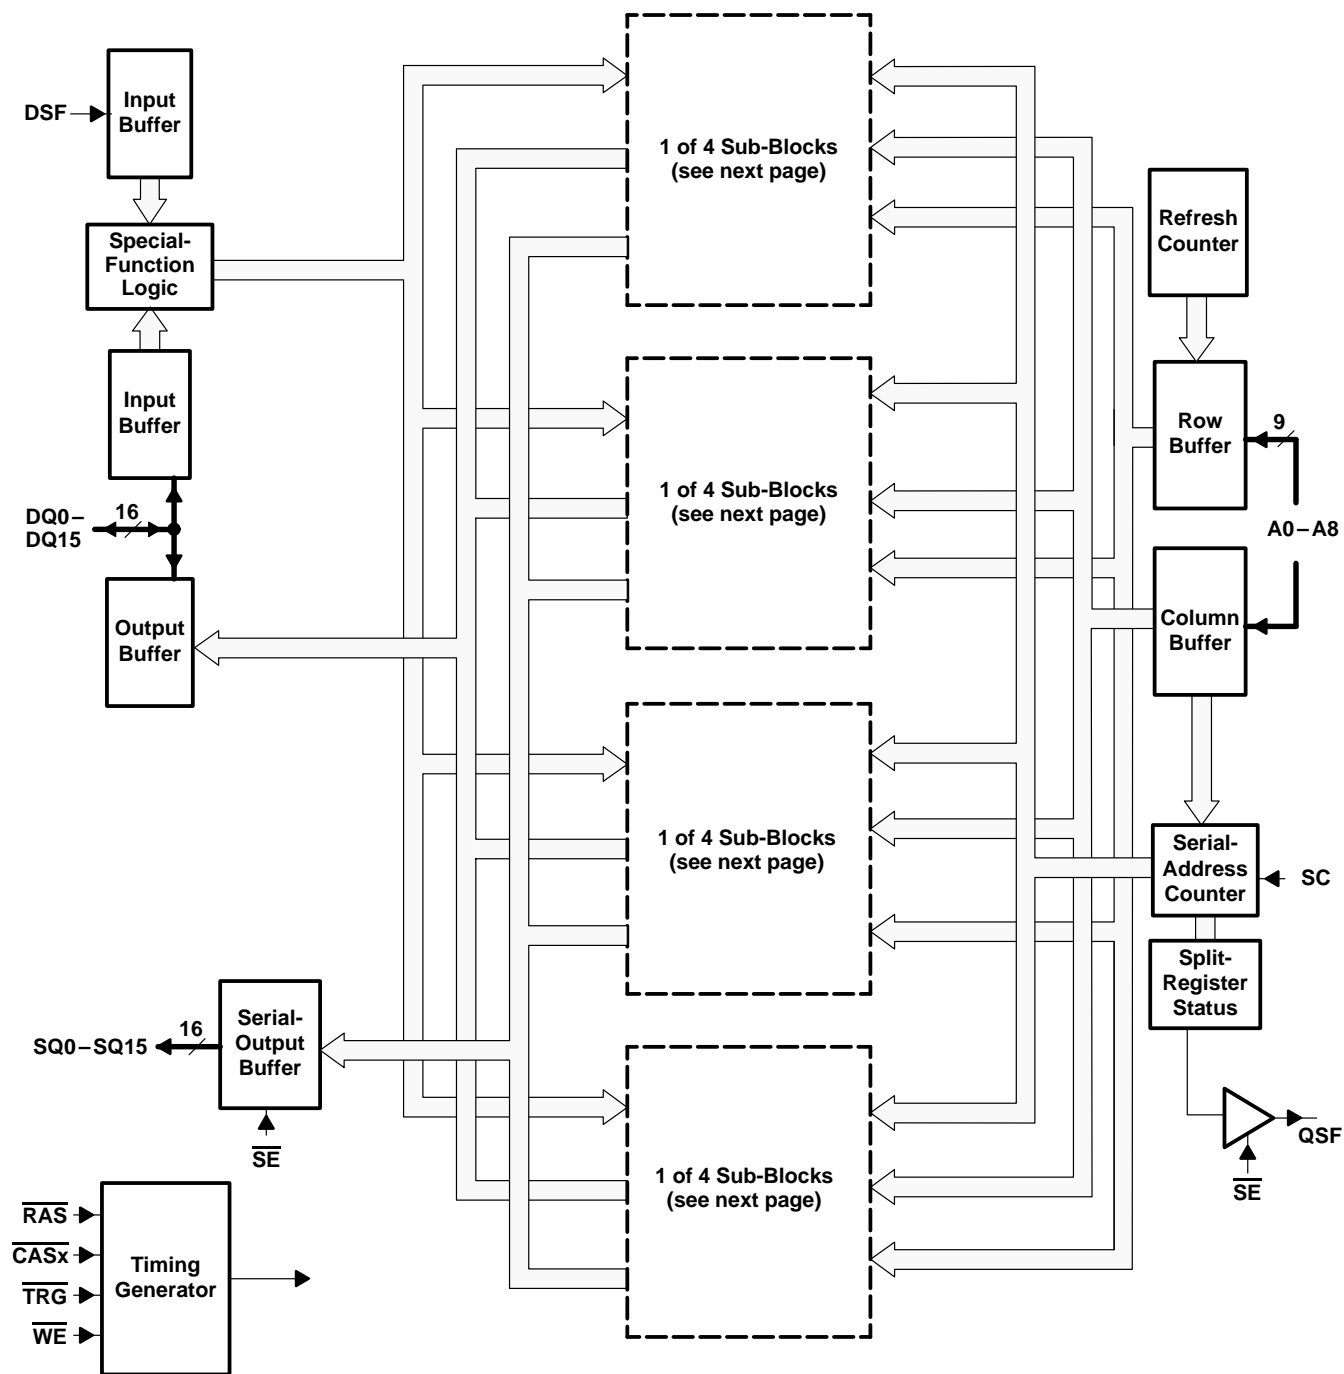 DSF
Input
Buffer
Special-
Function
Logic
Input
Buffer
DQ0–
DQ15
16
Output
Buffer
1 of 4 Sub-Blocks
(see next page)
1 of 4 Sub-Blocks
(see next page)
1 of 4 Sub-Blocks
(see next page)
1 of 4 Sub-Blocks
(see next page)
Refresh
Counter
Row
Buffer
9
A0–A8
Column
Buffer
Serial-
Address
Counter
SC
Split-
Register
Status
QSF
SE
SQ0–SQ15
16
Serial-
Output
Buffer
SE
RAS
CASx
TRG
WE
Timing
Generator